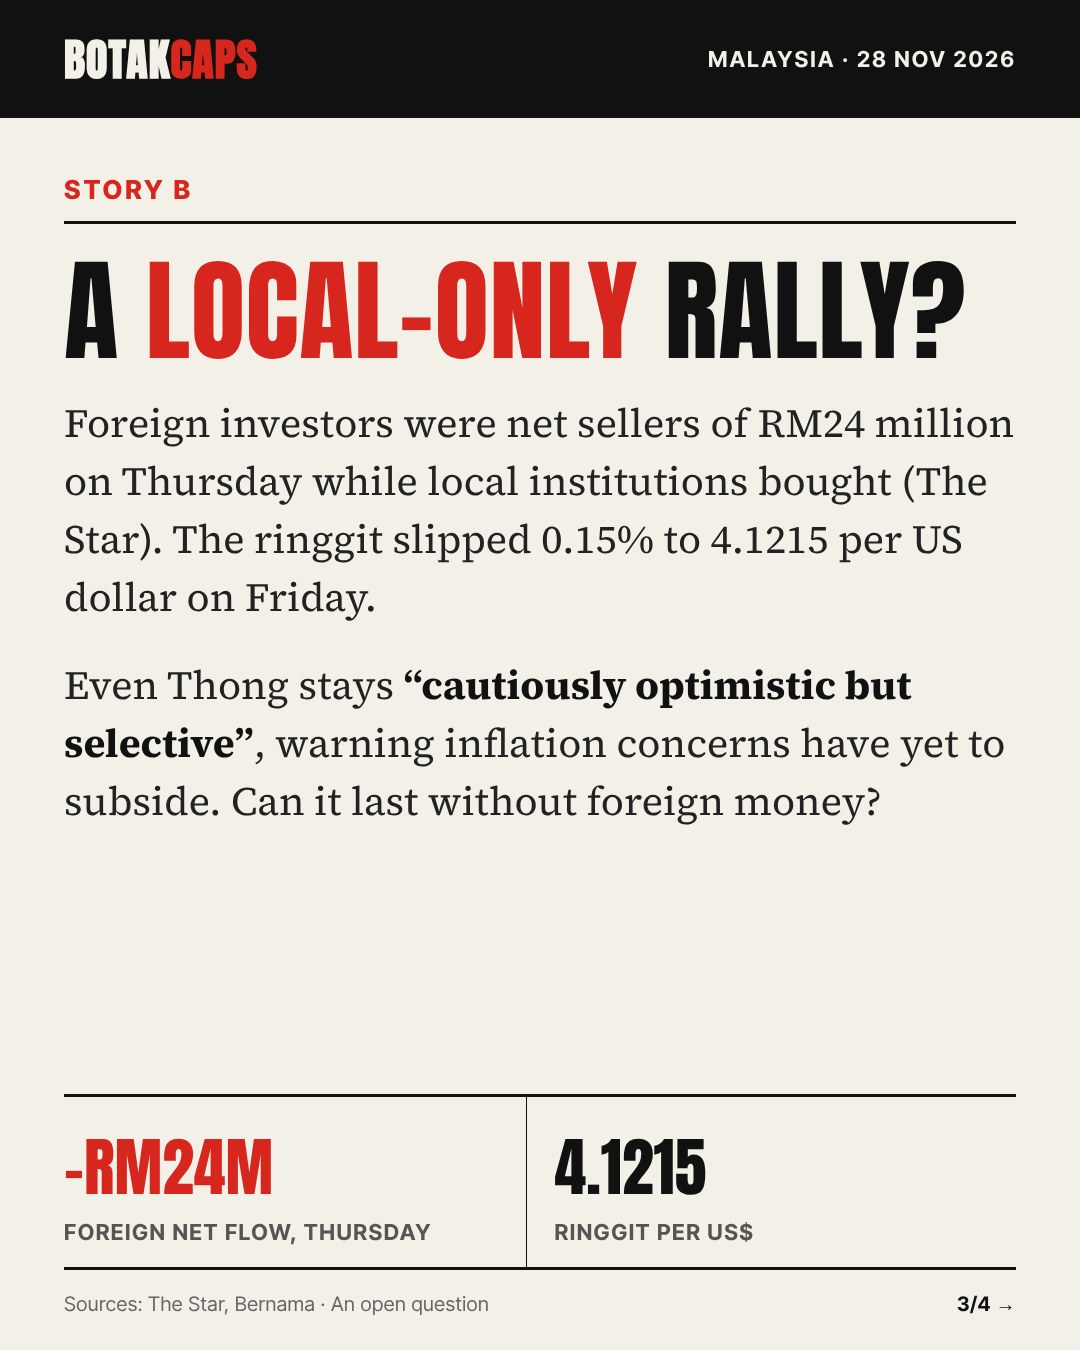 BOTAKCAPS
MALAYSIA · 28 NOV 2026
STORY B
A LOCAL-ONLY RALLY?
Foreign investors were net sellers of RM24 million
on Thursday while local institutions bought (The
Star). The ringgit slipped 0.15% to 4.1215 per US
dollar on Friday.
Even Thong stays “cautiously optimistic but
selective”, warning inflation concerns have yet to
subside. Can it last without foreign money?
-RM24M
FOREIGN NET FLOW, THURSDAY
4.1215
RINGGIT PER US$
Sources: The Star, Bernama · An open question
3/4 →